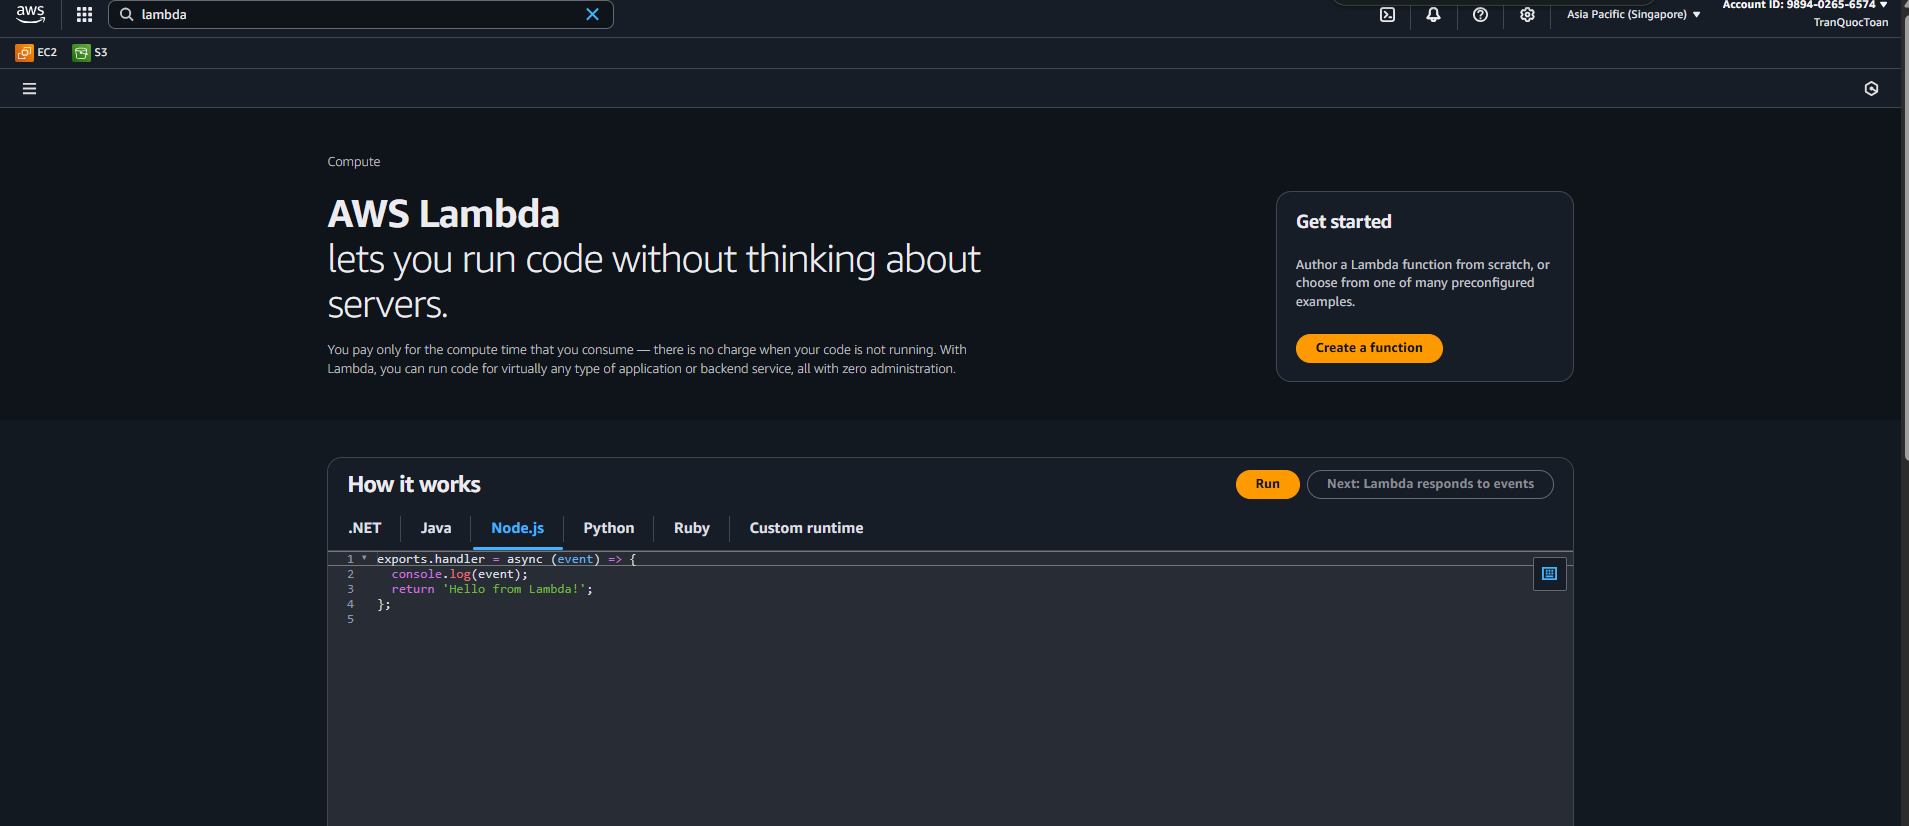 aws
lambda
Asia Pacific (Singapore)
Account ID: 9894-0265-6574
TranQuocToan
EC2
S3
Compute
AWS Lambda
lets you run code without thinking about
servers.
You pay only for the compute time that you consume — there is no charge when your code is not running. With
Lambda, you can run code for virtually any type of application or backend service, all with zero administration.
Get started
Author a Lambda function from scratch, or
choose from one of many preconfigured
examples.
Create a function
How it works
Run
Next: Lambda responds to events
.NET
Java
Node.js
Python
Ruby
Custom runtime
1 exports.handler = async (event) => {
2 console.log(event);
3 return 'Hello from Lambda!';
4 };
5